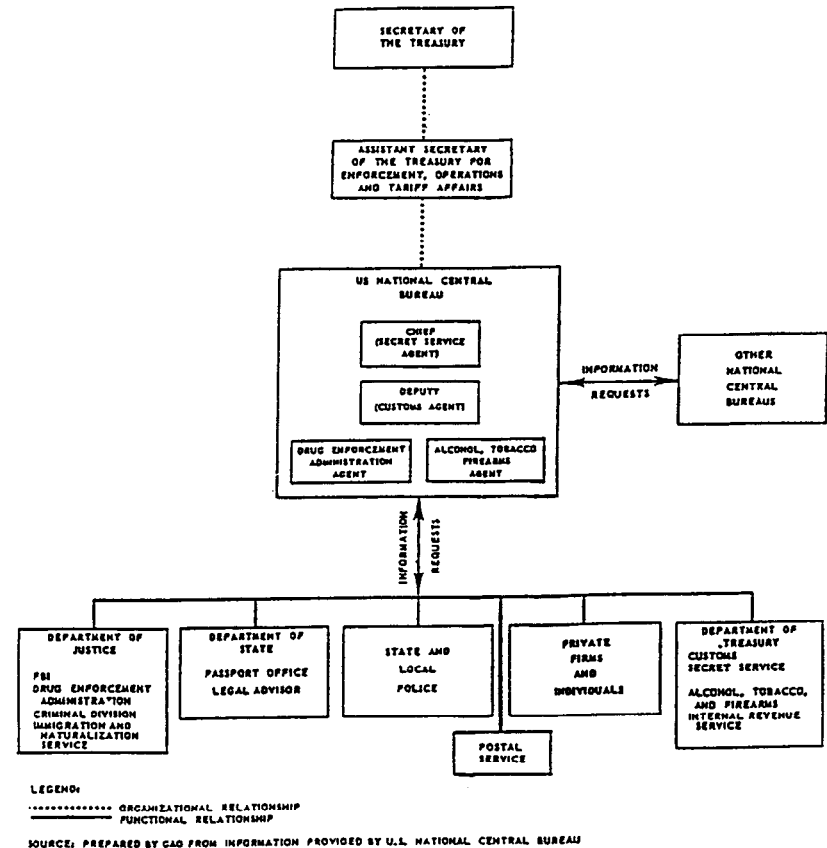 SECRETARY OF
THE TREASURY
ASSISTANT SECRETARY
OF THE TREASURY FOR
ENFORCEMENT, OPERATIONS
AND TARIFF AFFAIRS
US NATIONAL CENTRAL
BUREAU
CHIEF
(SECRET SERVICE
AGENT)
DEPUTY
(CUSTOMS AGENT)
DRUG ENFORCEMENT
ADMINISTRATION
AGENT
ALCOHOL, TOBACCO
FIREARMS
AGENT
INFORMATION
REQUESTS
OTHER
NATIONAL
CENTRAL
BUREAUS
INFORMATION
REQUESTS
DEPARTMENT OF
JUSTICE
FBI
DRUG ENFORCEMENT
ADMINISTRATION
CRIMINAL DIVISION
IMMIGRATION AND
NATURALIZATION
SERVICE
DEPARTMENT OF
STATE
PASSPORT OFFICE
LEGAL ADVISOR
STATE AND
LOCAL
POLICE
POSTAL
SERVICE
PRIVATE
FIRMS
AND
INDIVIDUALS
DEPARTMENT OF
TREASURY
CUSTOMS
SECRET SERVICE
ALCOHOL, TOBACCO,
AND FIREARMS
INTERNAL REVENUE
SERVICE
LEGEND:
ORGANIZATIONAL RELATIONSHIP
FUNCTIONAL RELATIONSHIP
SOURCE: PREPARED BY GAO FROM INFORMATION PROVIDED BY U.S. NATIONAL CENTRAL BUREAU